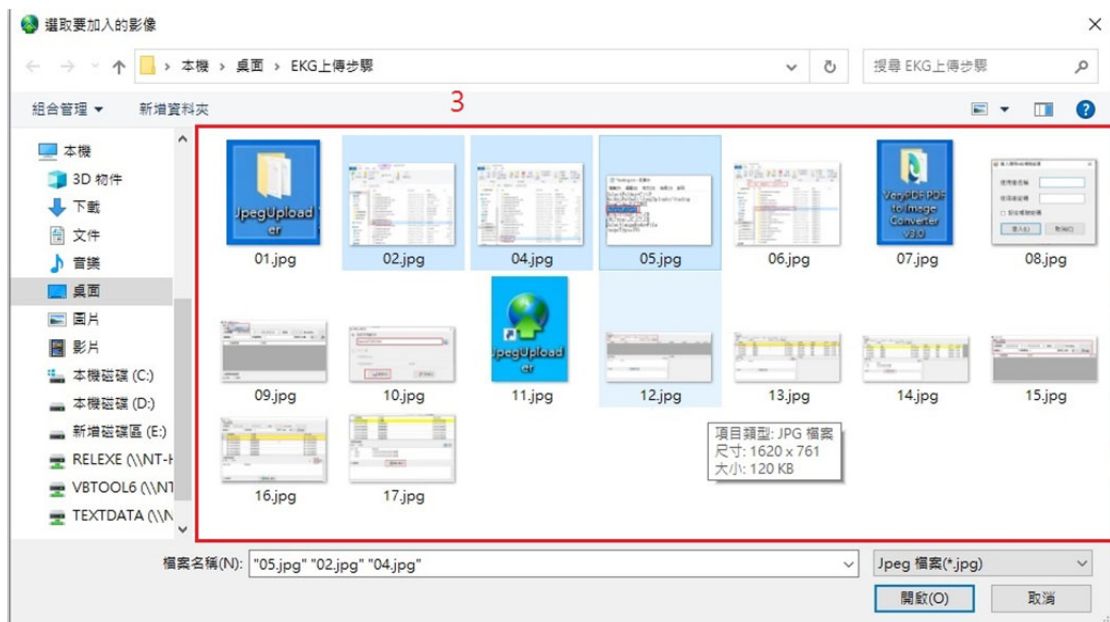 選取要加入的影像
本機 › 桌面 › EKG上傳步驟
搜尋 EKG上傳步驟
組合管理
新增資料夾
3
本機
3D 物件
下載
文件
音樂
桌面
圖片
影片
本機磁碟 (C:)
本機磁碟 (D:)
新增磁碟區 (E:)
RELEXE (\\NT-H
VBTOOL6 (\\NT
TEXTDATA (\\N
JpegUploader
VeryPDF PDF to Image Converter v3.0
01.jpg 02.jpg 04.jpg 05.jpg 06.jpg 07.jpg 08.jpg
JpegUploader
09.jpg 10.jpg 11.jpg 12.jpg 13.jpg 14.jpg 15.jpg
項目類型: JPG 檔案
尺寸: 1620 x 761
大小: 120 KB
16.jpg 17.jpg
檔案名稱(N): "05.jpg" "02.jpg" "04.jpg"
Jpeg 檔案(*.jpg)
開啟(O) 取消